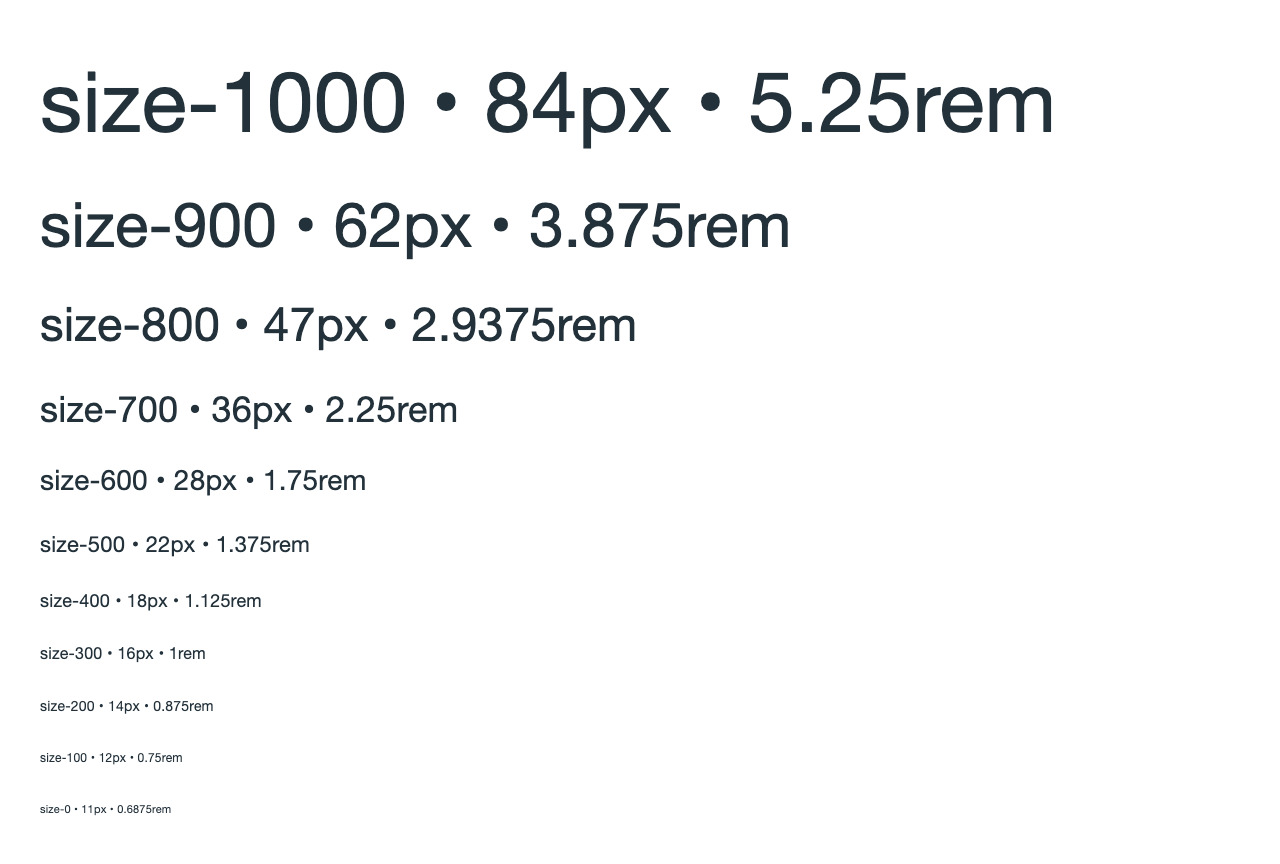 size-1000 • 84px • 5.25rem
size-900 • 62px • 3.875rem
size-800 • 47px • 2.9375rem
size-700 • 36px • 2.25rem
size-600 • 28px • 1.75rem
size-500 • 22px • 1.375rem
size-400 • 18px • 1.125rem
size-300 • 16px • 1rem
size-200 • 14px • 0.875rem
size-100 • 12px • 0.75rem
size-0 • 11px • 0.6875rem